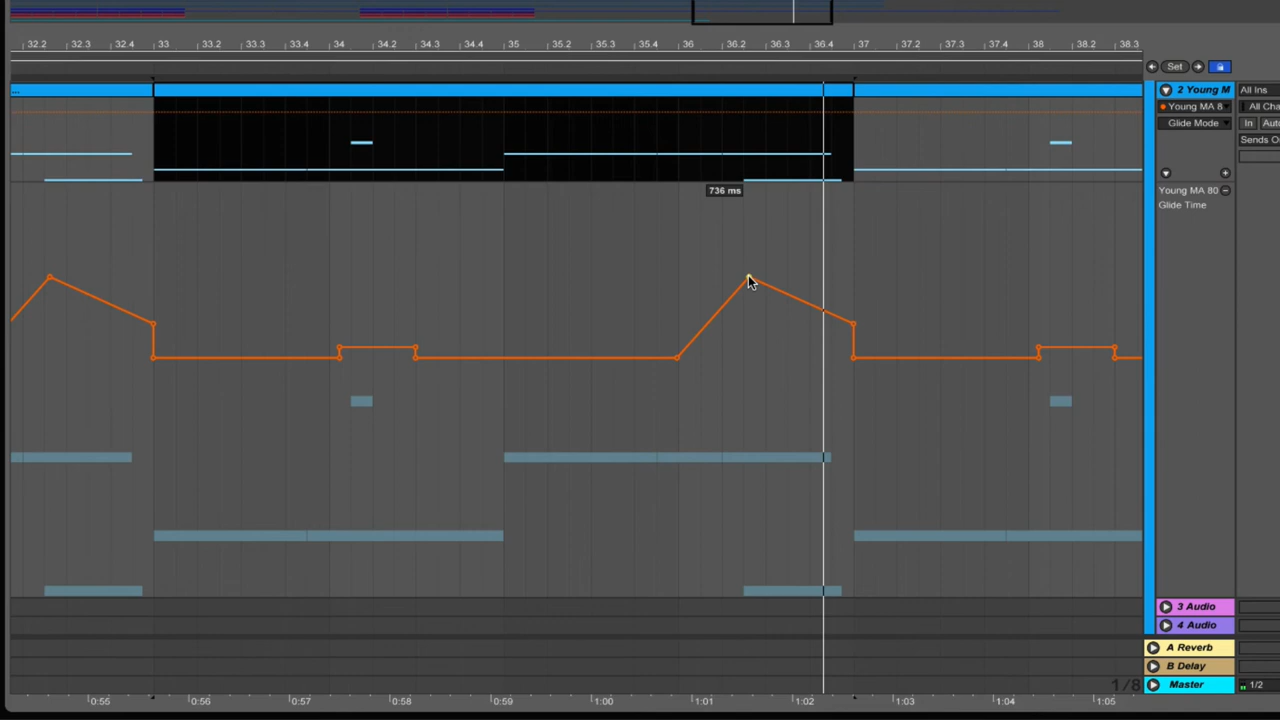 32.2 32.3 32.4 33 33.2 33.3 33.4 34 34.2 34.3 34.4 35 35.2 35.3 35.4 36 36.2 36.3 36.4 37 37.2 37.3 37.4 38 38.2 38.3
Set
...
2 Young M All Ins
Young MA 8 All Cha
Glide Mode In Auto
Sends O
736 ms
Young MA 80
Glide Time
3 Audio
4 Audio
A Reverb
B Delay
1/8 Master 1/2
0:55 0:56 0:57 0:58 0:59 1:00 1:01 1:02 1:03 1:04 1:05